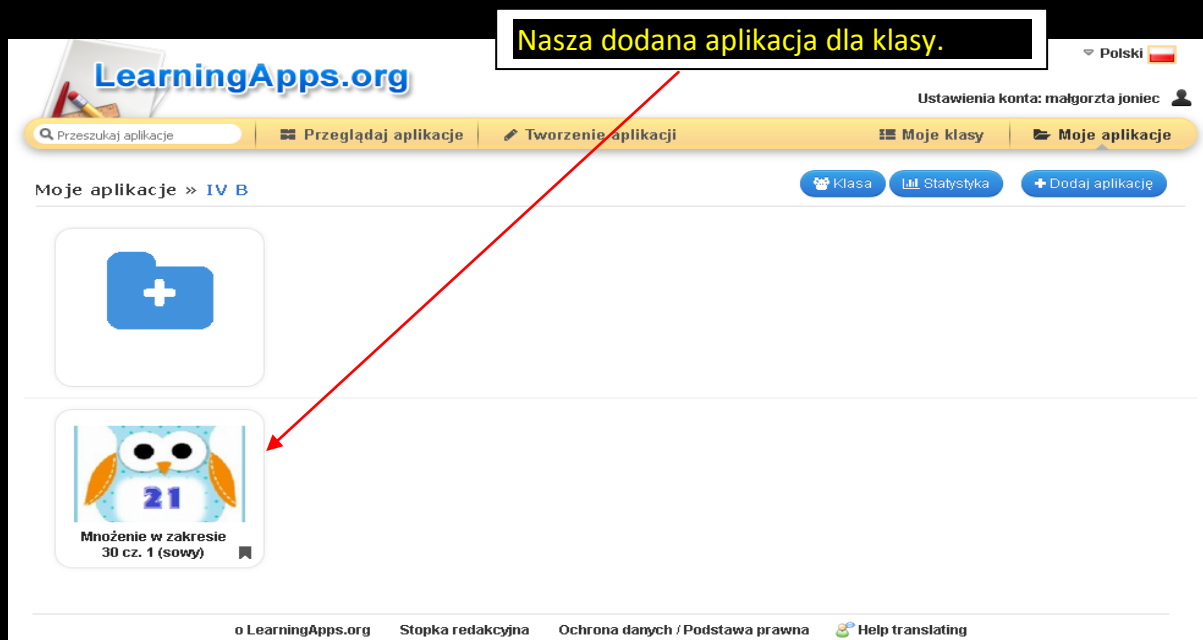 Nasza dodana aplikacja dla klasy.
Polski
LearningApps.org
Ustawienia konta: małgorzta joniec
Przeszukaj aplikacje Przeglądaj aplikacje Tworzenie aplikacji Moje klasy Moje aplikacje
Moje aplikacje » IV B Klasa Statystyka Dodaj aplikację
21
Mnożenie w zakresie
30 cz. 1 (sowy)
o LearningApps.org Stopka redakcyjna Ochrona danych / Podstawa prawna Help translating